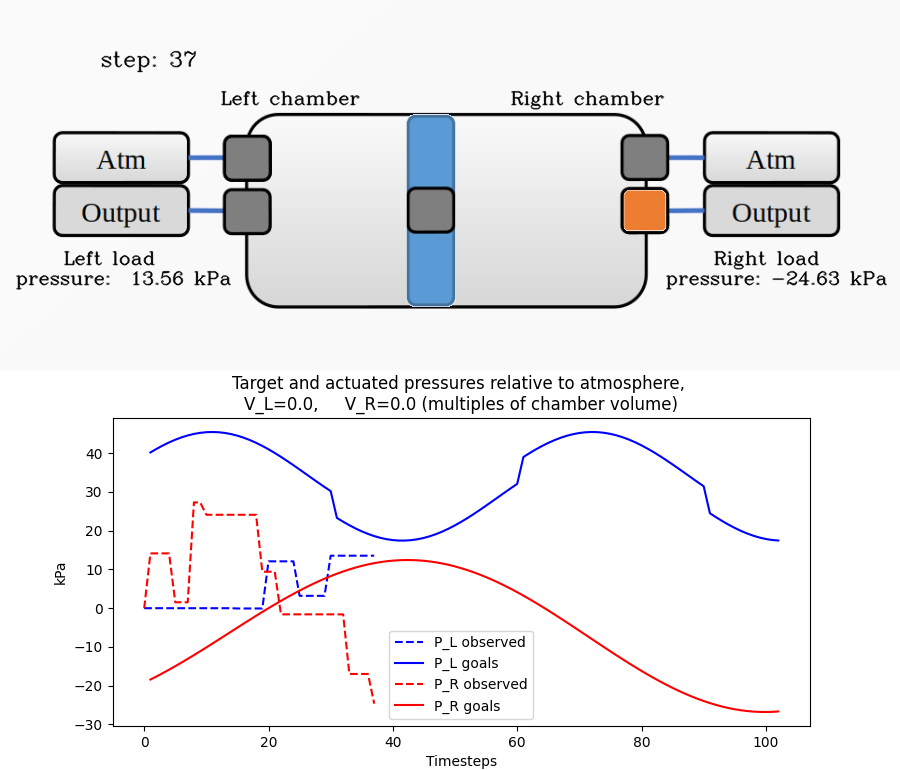 step: 37
Left chamber
Right chamber
Atm
Atm
Output
Output
Left load
pressure: 13.56 kPa
Right load
pressure: −24.63 kPa
Target and actuated pressures relative to atmosphere,
V_L=0.0, V_R=0.0 (multiples of chamber volume)
kPa
40
30
20
10
0
−10
−20
−30
P_L observed
P_L goals
P_R observed
P_R goals
0 20 40 60 80 100
Timesteps